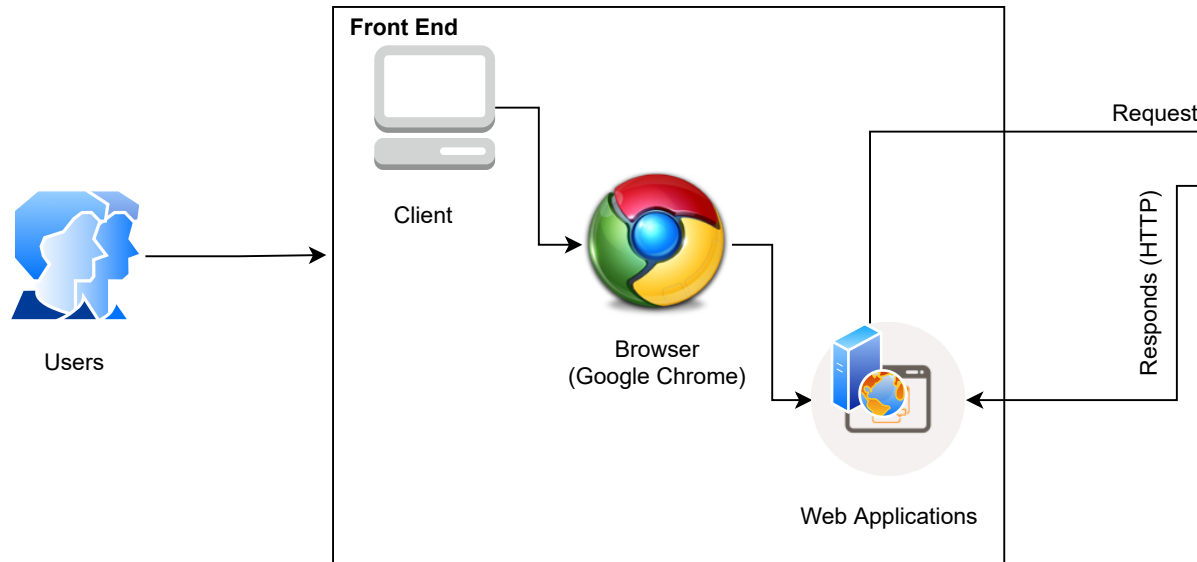 Front End
Request
Client
Responds (HTTP)
Users
Browser
(Google Chrome)
Web Applications